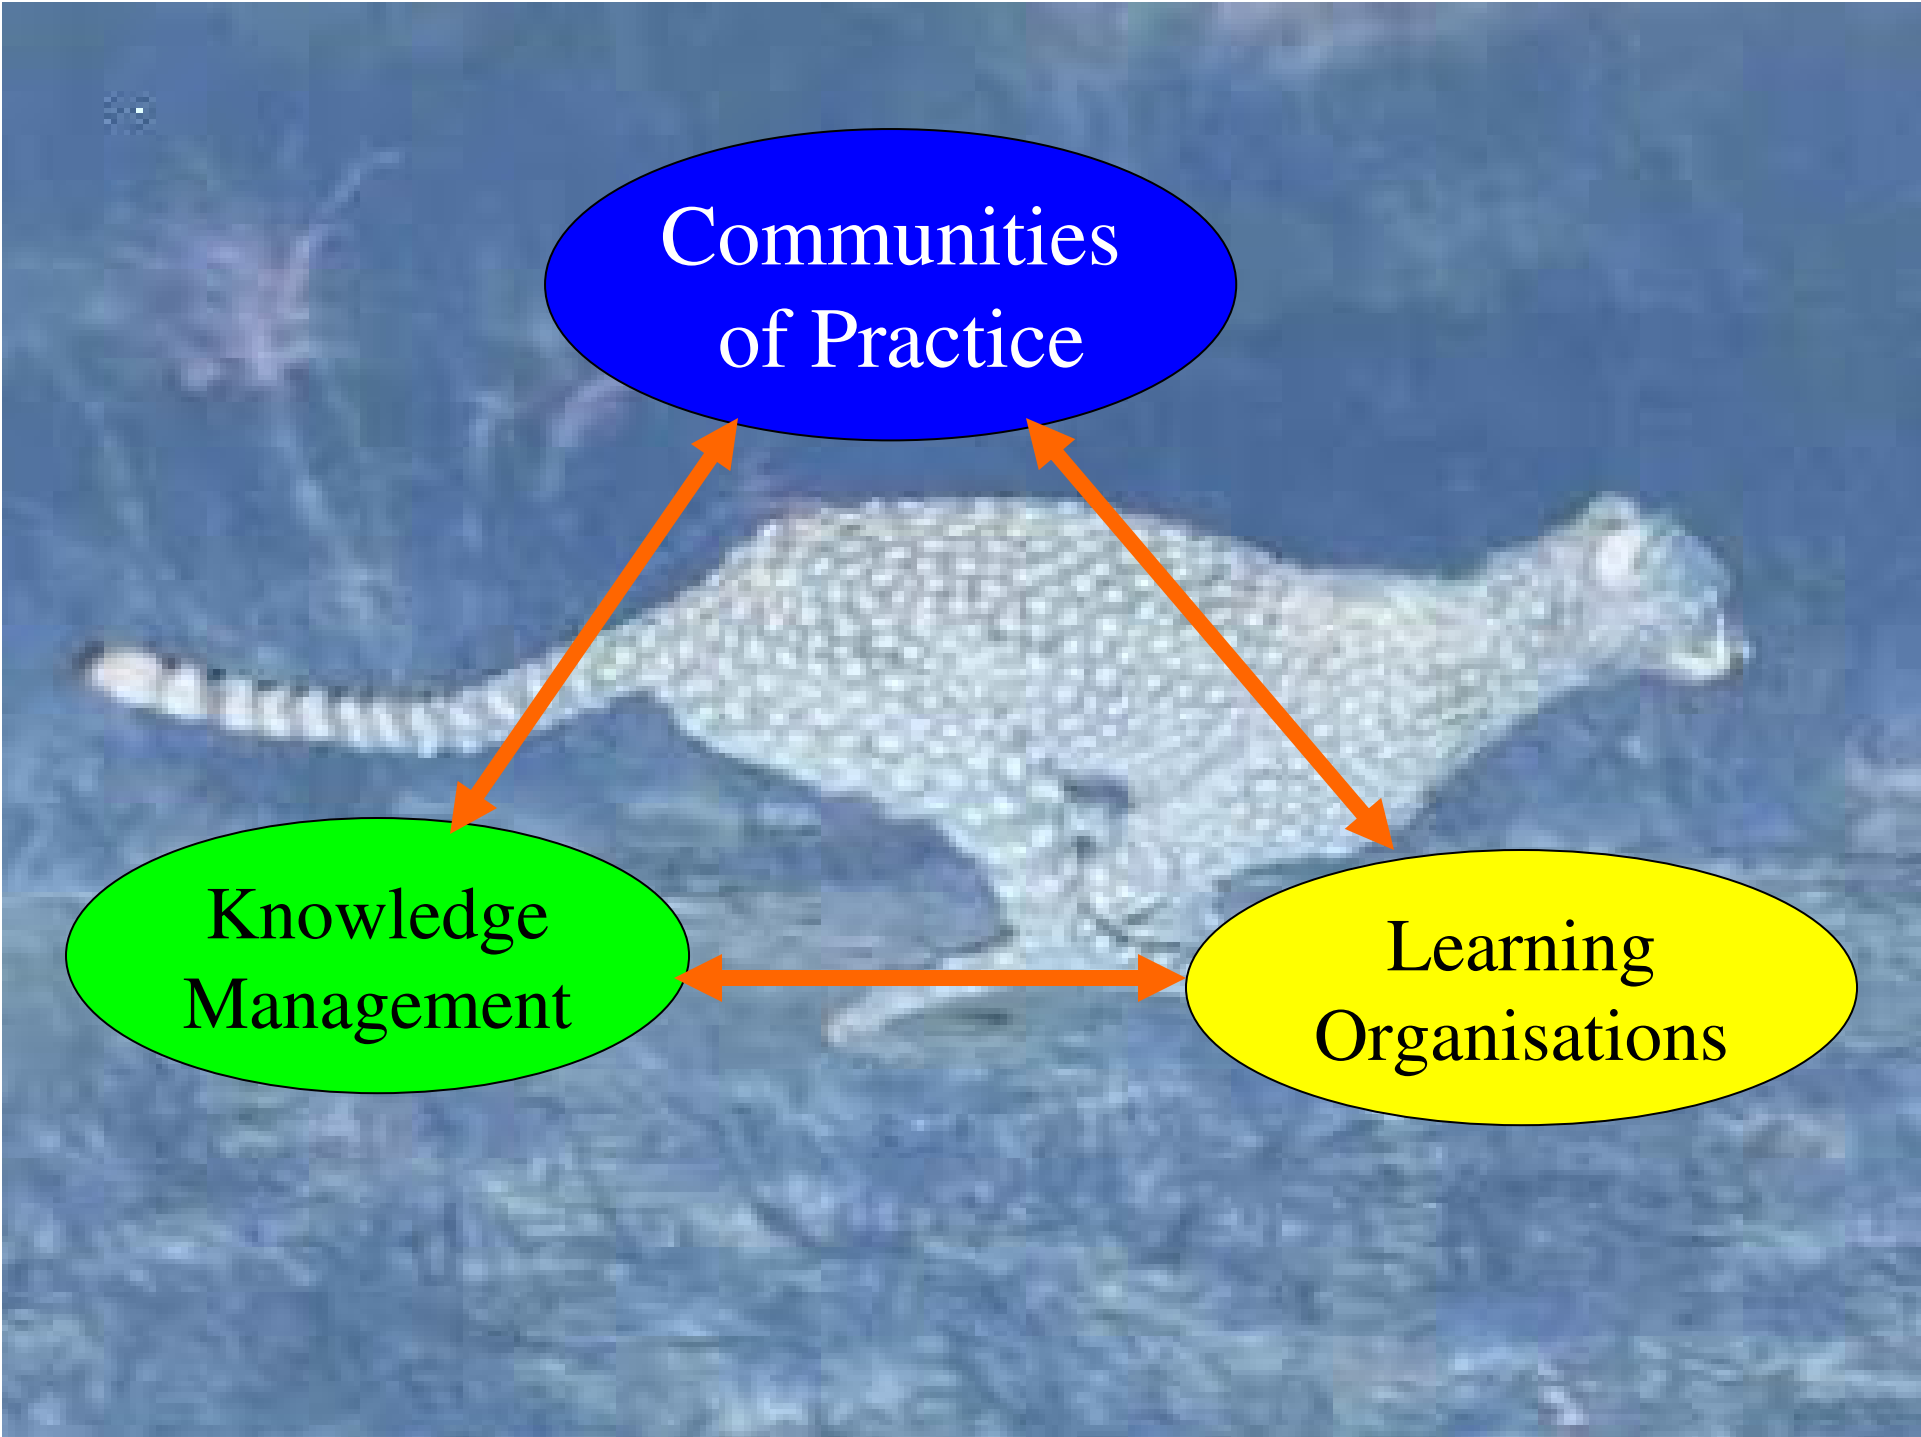 Communities
of Practice
Knowledge
Management
Learning
Organisations